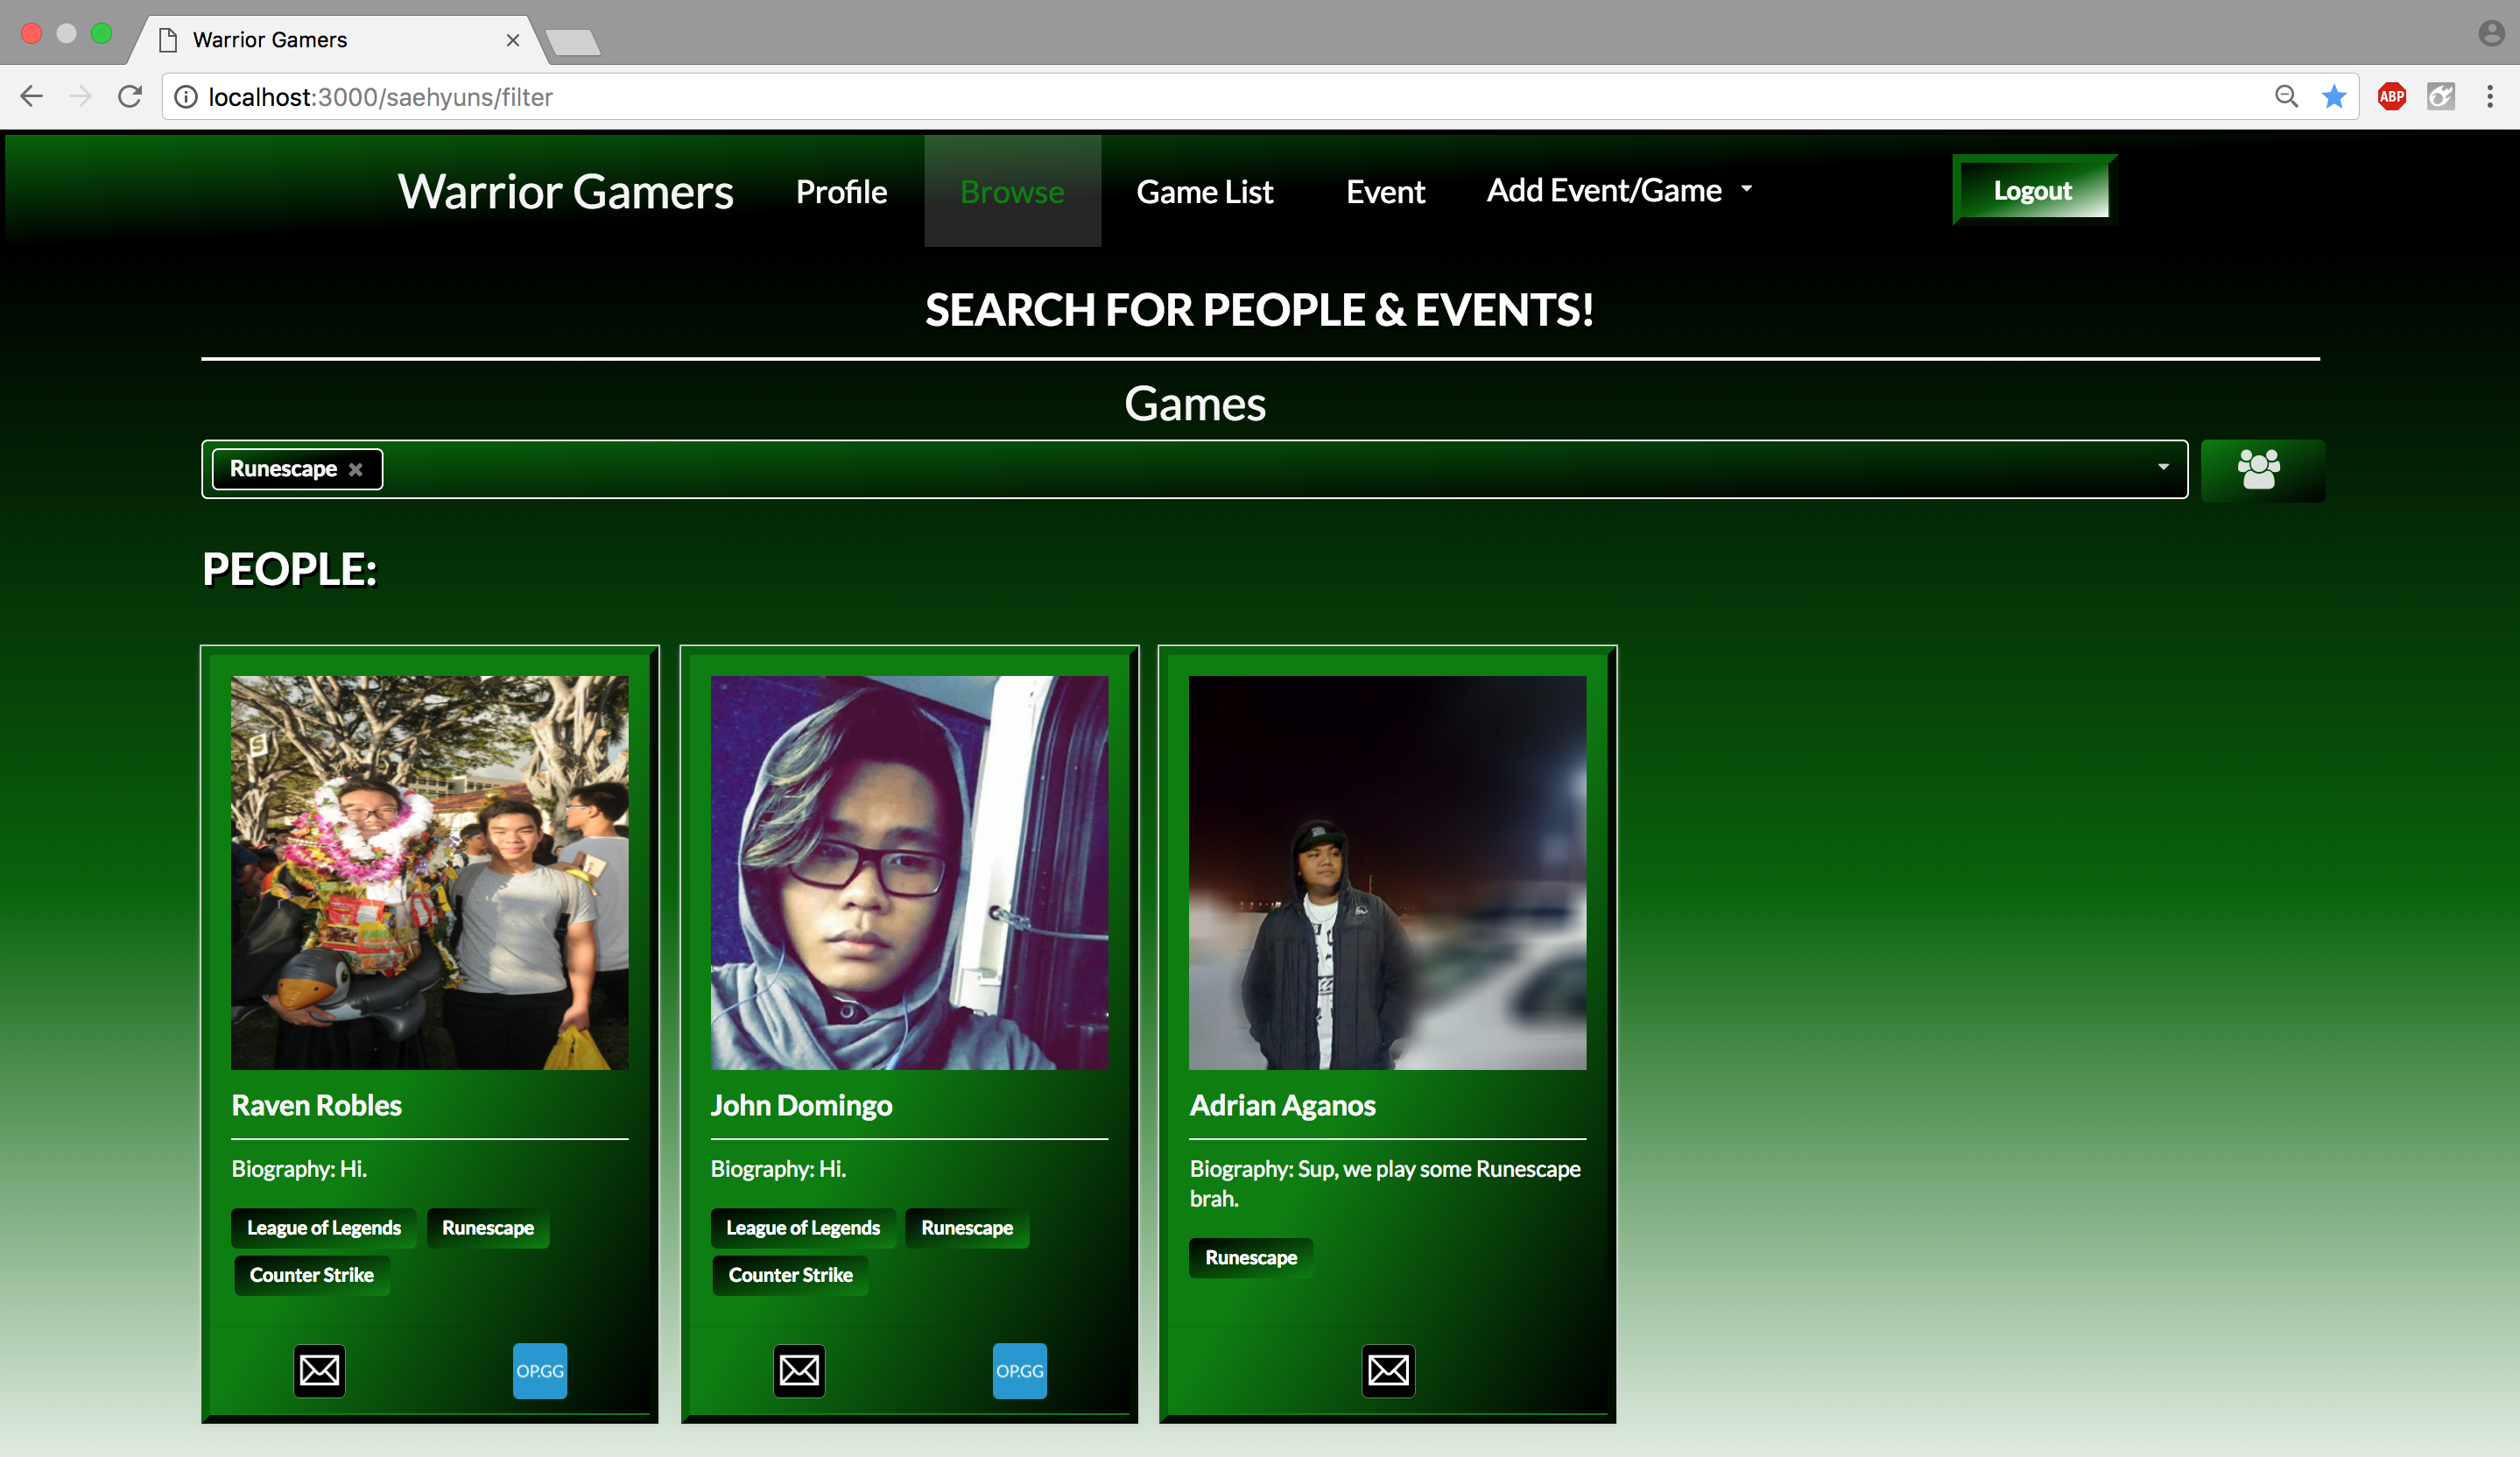 Warrior Gamers
localhost:3000/saehyuns/filter
ABP
Warrior Gamers Profile Browse Game List Event Add Event/Game Logout
SEARCH FOR PEOPLE & EVENTS!
Games
Runescape
PEOPLE:
Raven Robles
Biography: Hi.
League of Legends Runescape
Counter Strike
OP.GG
John Domingo
Biography: Hi.
League of Legends Runescape
Counter Strike
OP.GG
Adrian Aganos
Biography: Sup, we play some Runescape
brah.
Runescape